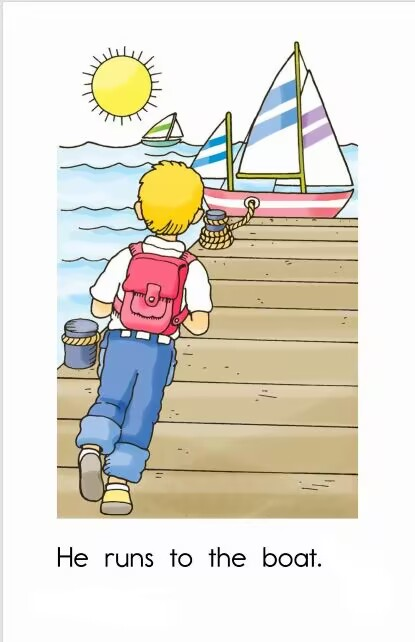 He runs to the boat.